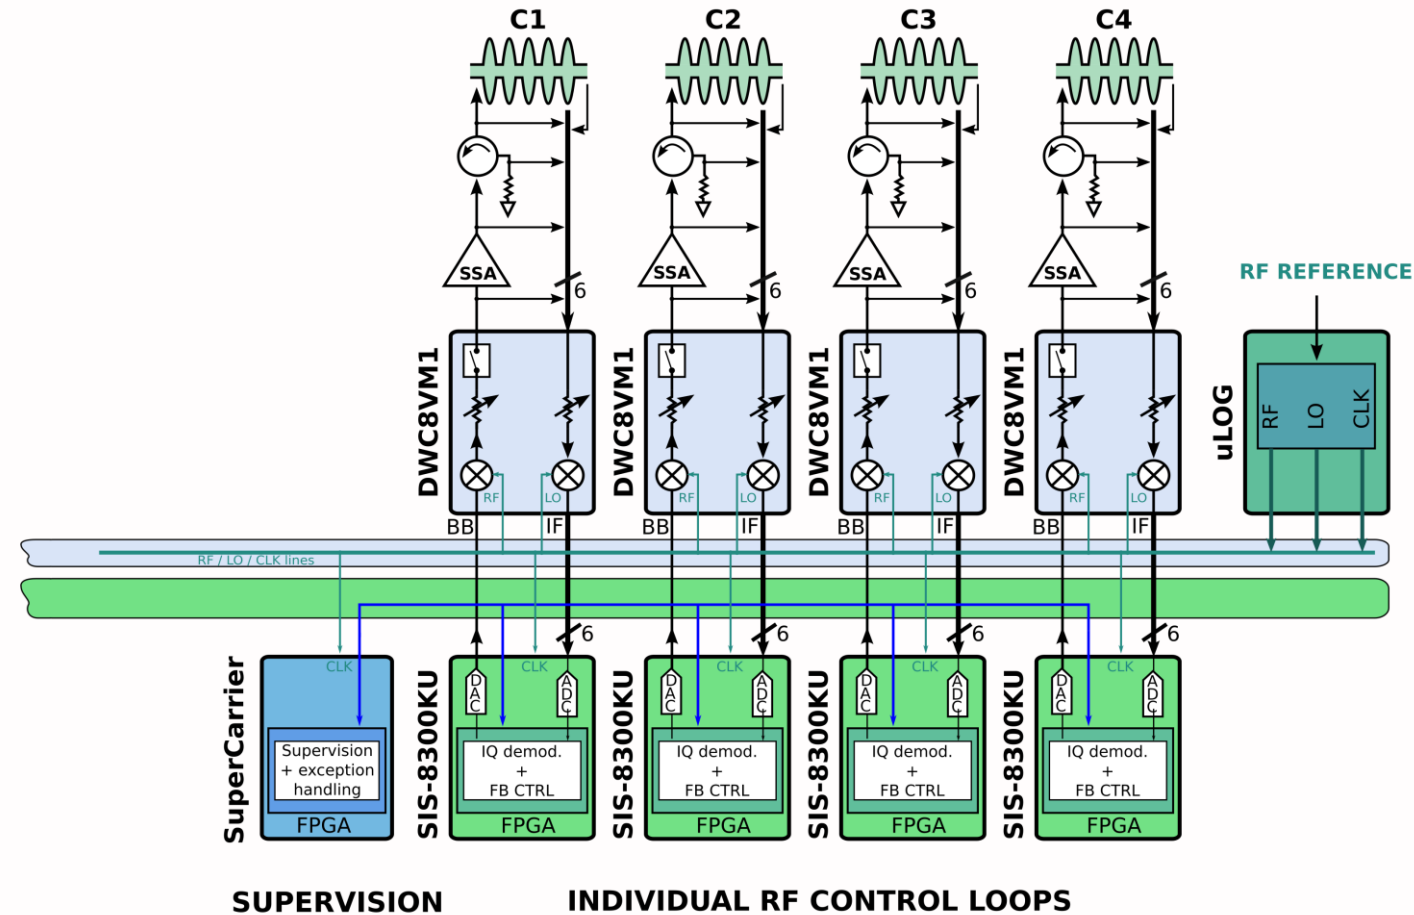 C1
C2
C3
C4
SSA
SSA
SSA
SSA
6
6
6
6
RF REFERENCE
DWC8VM1
DWC8VM1
DWC8VM1
DWC8VM1
uLOG
RF
LO
CLK
RF
LO
RF
LO
RF
LO
RF
LO
BB
IF
BB
IF
BB
IF
BB
IF
RF / LO / CLK lines
6
6
6
6
SuperCarrier
CLK
Supervision
+ exception
handling
FPGA
SIS-8300KU
DAC
CLK
ADC
IQ demod.
+
FB CTRL
FPGA
SIS-8300KU
DAC
CLK
ADC
IQ demod.
+
FB CTRL
FPGA
SIS-8300KU
DAC
CLK
ADC
IQ demod.
+
FB CTRL
FPGA
SIS-8300KU
DAC
CLK
ADC
IQ demod.
+
FB CTRL
FPGA
SUPERVISION
INDIVIDUAL RF CONTROL LOOPS